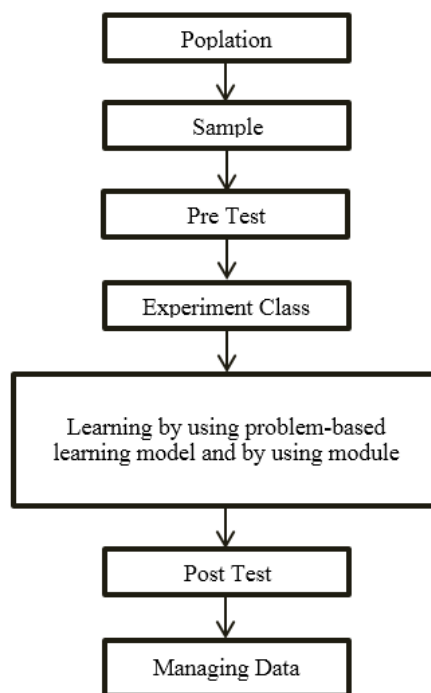 Poplation
Sample
Pre Test
Experiment Class
Learning by using problem-based
learning model and by using module
Post Test
Managing Data